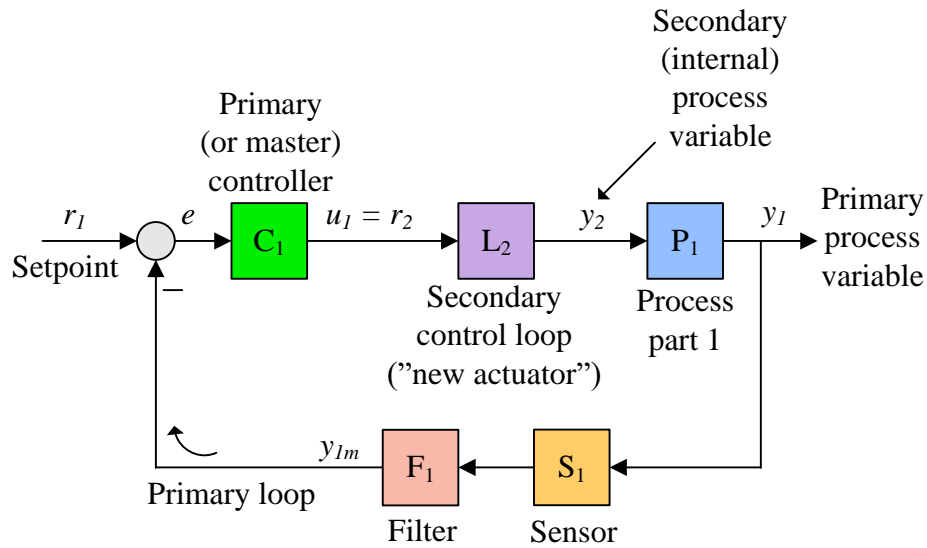 Secondary
(internal)
process
variable
Primary
(or master)
controller
r1
e
C1
u1 = r2
L2
y2
P1
y1
Primary
process
variable
Setpoint
–
Secondary
control loop
(”new actuator”)
Process
part 1
y1m
F1
S1
Primary loop
Filter
Sensor